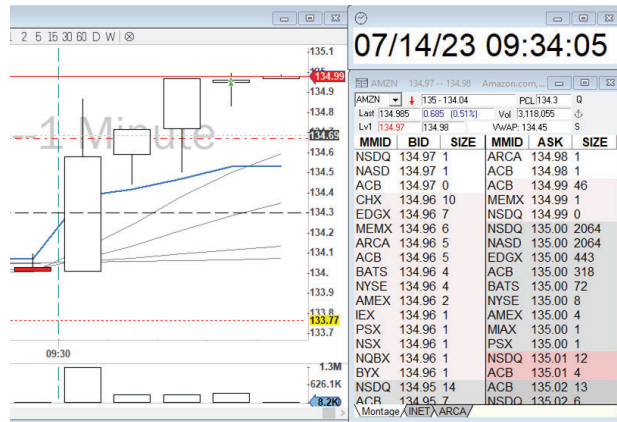 2 5 15 30 60 D W
07/14/23 09:34:05
1 Minute
135.1
134.99
134.9
134.8
134.69
134.6
134.5
134.4
134.3
134.2
134.1
134.
133.9
133.8
133.77
133.7
09:30
1.3M
626.1K
8.2K
AMZN 134.97 -- 134.98 Amazon.com,...
AMZN 135 - 134.04 PCL 134.3 Q
Last 134.985 0.685 (0.51%) Vol 3,118,055
Lv1 134.97 134.98 VWAP: 134.45 S
MMID BID SIZE MMID ASK SIZE
NSDQ 134.97 1 ARCA 134.98 1
NASD 134.97 1 ACB 134.98 1
ACB 134.97 0 ACB 134.99 46
CHX 134.96 10 MEMX 134.99 1
EDGX 134.96 7 NSDQ 134.99 0
MEMX 134.96 6 NSDQ 135.00 2064
ARCA 134.96 5 NASD 135.00 2064
ACB 134.96 5 EDGX 135.00 443
BATS 134.96 4 ACB 135.00 318
NYSE 134.96 4 BATS 135.00 72
AMEX 134.96 2 NYSE 135.00 8
IEX 134.96 1 AMEX 135.00 4
PSX 134.96 1 MIAX 135.00 1
NSX 134.96 1 PSX 135.00 1
NQBX 134.96 1 NSDQ 135.01 12
BYX 134.96 1 ACB 135.01 4
NSDQ 134.95 14 ACB 135.02 13
ACB 134.95 7 NSDQ 135.02 6
Montage INET ARCA